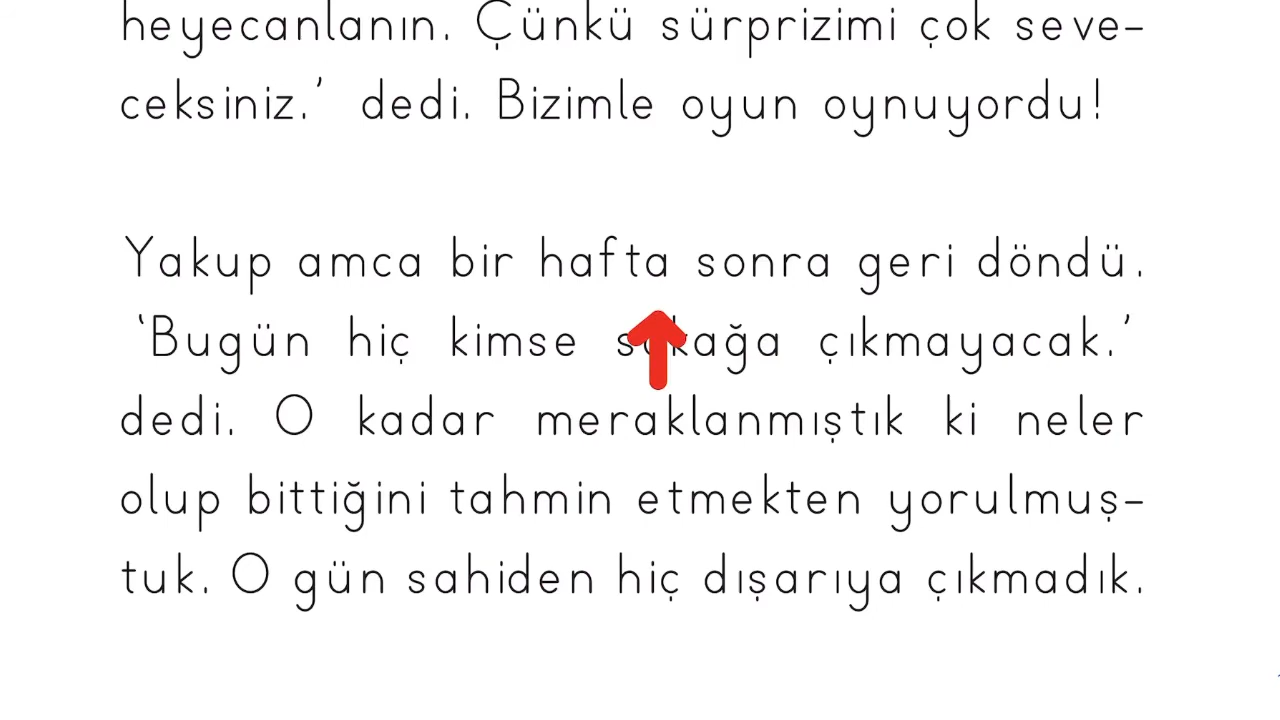 heyecanlanın. Çünkü sürprizimi çok seve-
ceksiniz.’ dedi. Bizimle oyun oynuyordu!
Yakup amca bir hafta sonra geri döndü.
‘Bugün hiç kimse sokağa çıkmayacak.’
dedi. O kadar meraklanmıştık ki neler
olup bittiğini tahmin etmekten yorulmuş-
tuk. O gün sahiden hiç dışarıya çıkmadık.